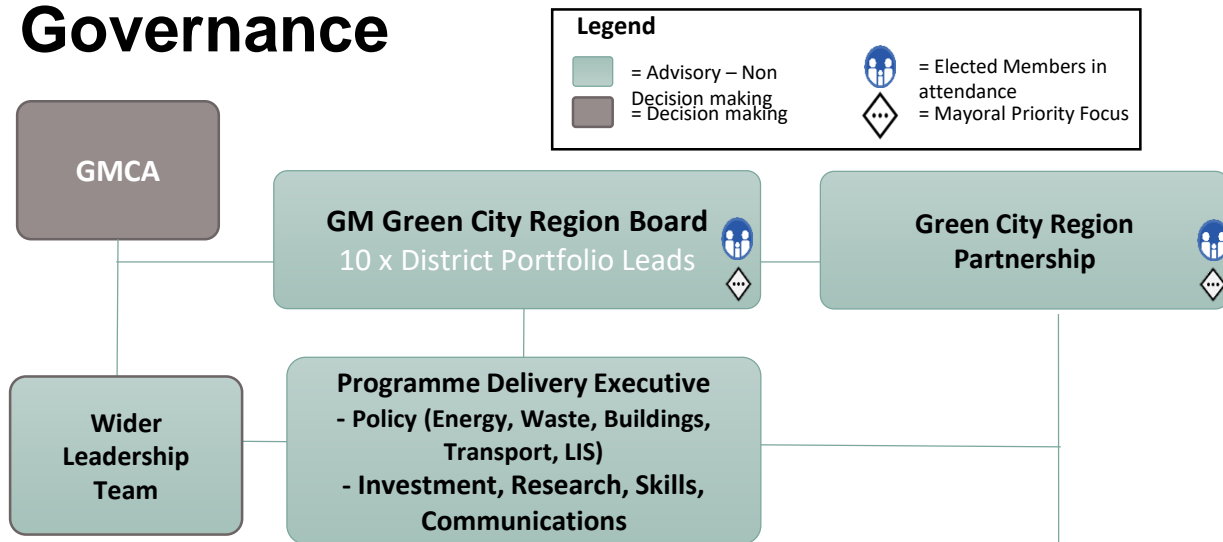 Governance
Legend
= Advisory – Non
Decision making
= Decision making
= Elected Members in
attendance
= Mayoral Priority Focus
GMCA
GM Green City Region Board
10 x District Portfolio Leads
Green City Region
Partnership
Wider
Leadership
Team
Programme Delivery Executive
- Policy (Energy, Waste, Buildings,
Transport, LIS)
- Investment, Research, Skills,
Communications